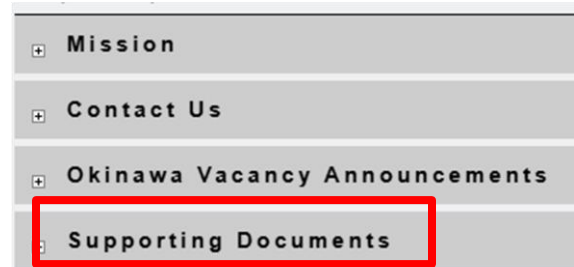 Mission
Contact Us
Okinawa Vacancy Announcements
Supporting Documents